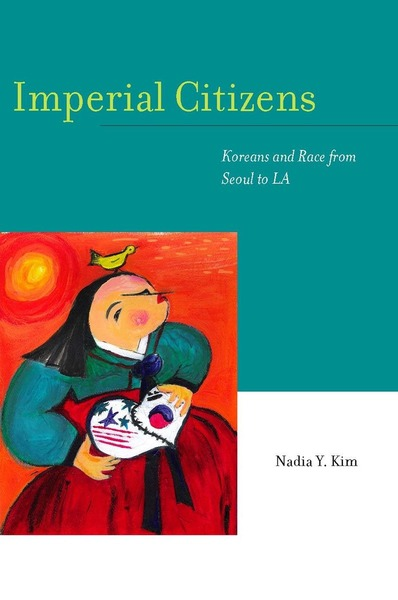 Imperial Citizens
Koreans and Race from
Seoul to LA
Nadia Y. Kim